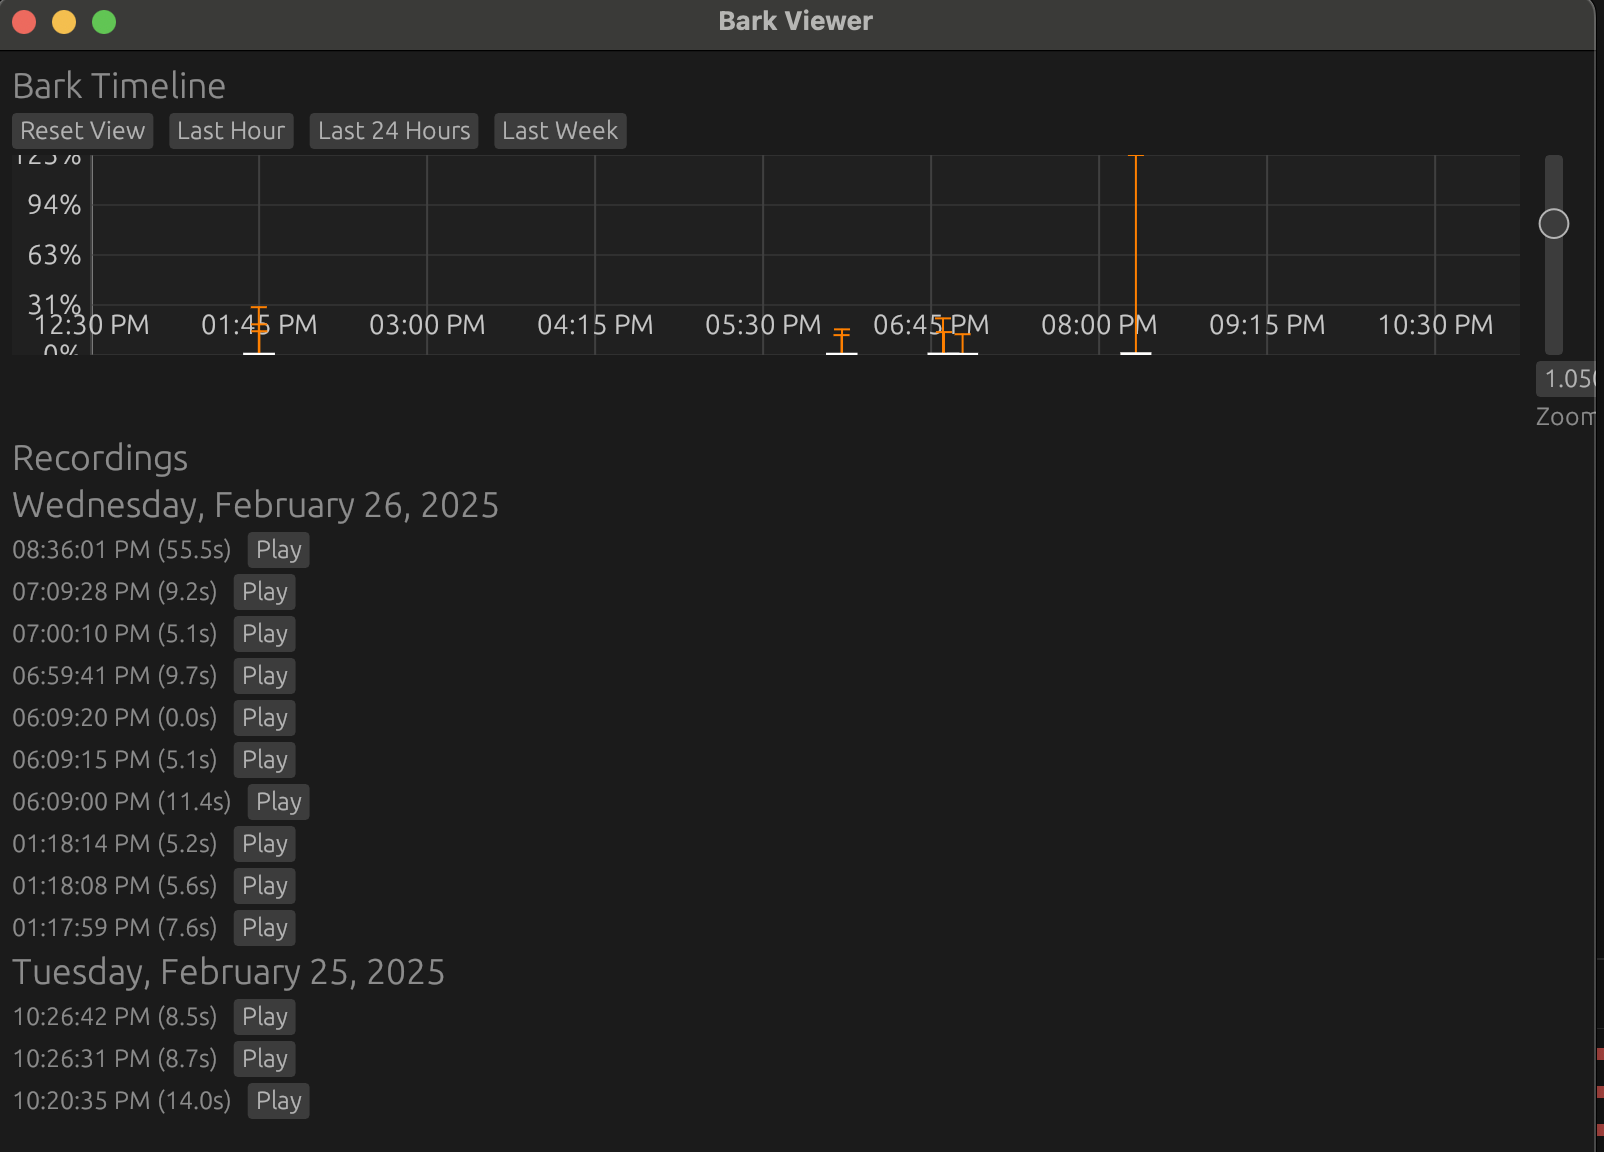 Bark Viewer
Bark Timeline
Reset View Last Hour Last 24 Hours Last Week
125%
94%
63%
31%
12:30 PM 01:45 PM 03:00 PM 04:15 PM 05:30 PM 06:45 PM 08:00 PM 09:15 PM 10:30 PM
0%
1.050
Zoom
Recordings
Wednesday, February 26, 2025
08:36:01 PM (55.5s) Play
07:09:28 PM (9.2s) Play
07:00:10 PM (5.1s) Play
06:59:41 PM (9.7s) Play
06:09:20 PM (0.0s) Play
06:09:15 PM (5.1s) Play
06:09:00 PM (11.4s) Play
01:18:14 PM (5.2s) Play
01:18:08 PM (5.6s) Play
01:17:59 PM (7.6s) Play
Tuesday, February 25, 2025
10:26:42 PM (8.5s) Play
10:26:31 PM (8.7s) Play
10:20:35 PM (14.0s) Play